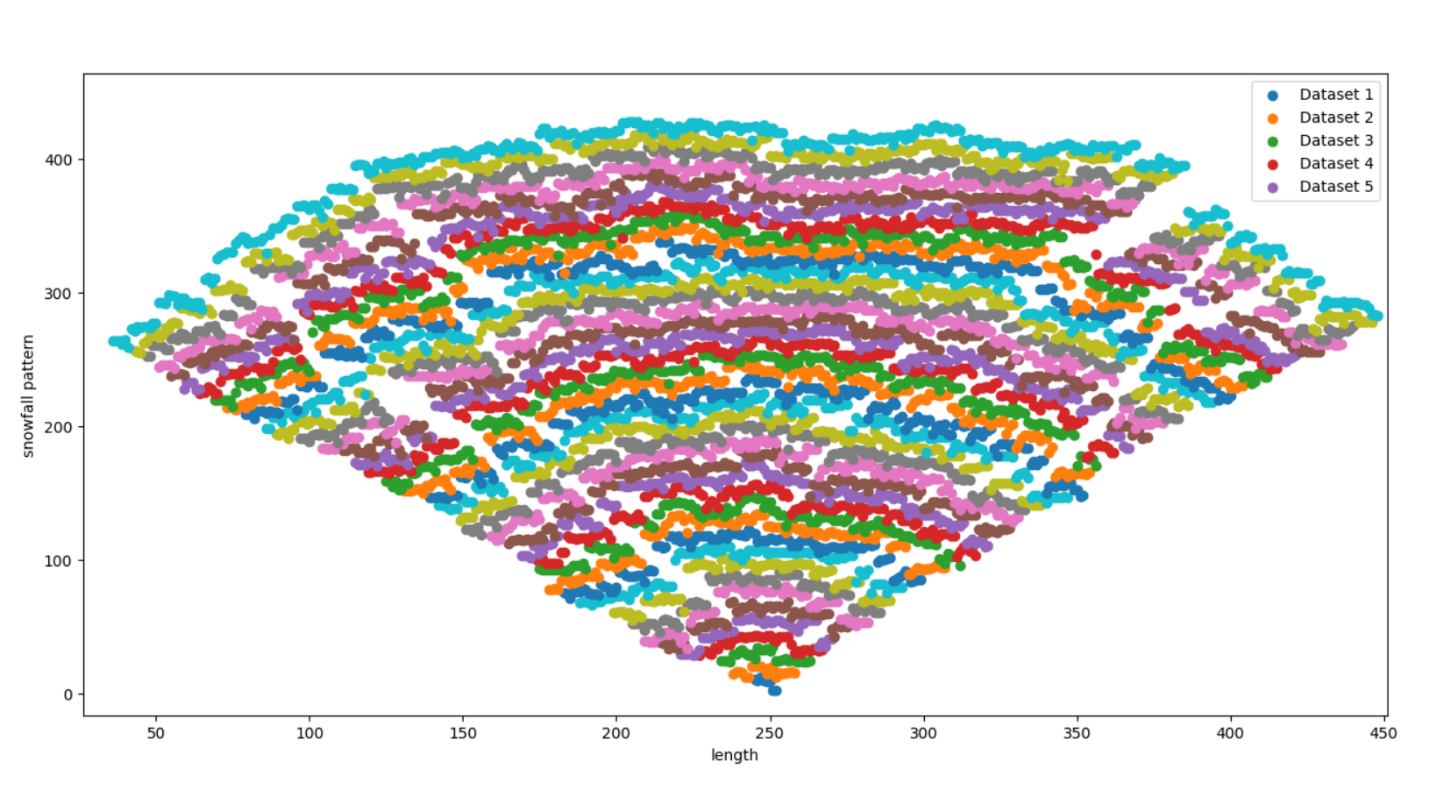 Dataset 1
Dataset 2
Dataset 3
Dataset 4
Dataset 5
400
300
200
100
0
snowfall pattern
50 100 150 200 250 300 350 400 450
length